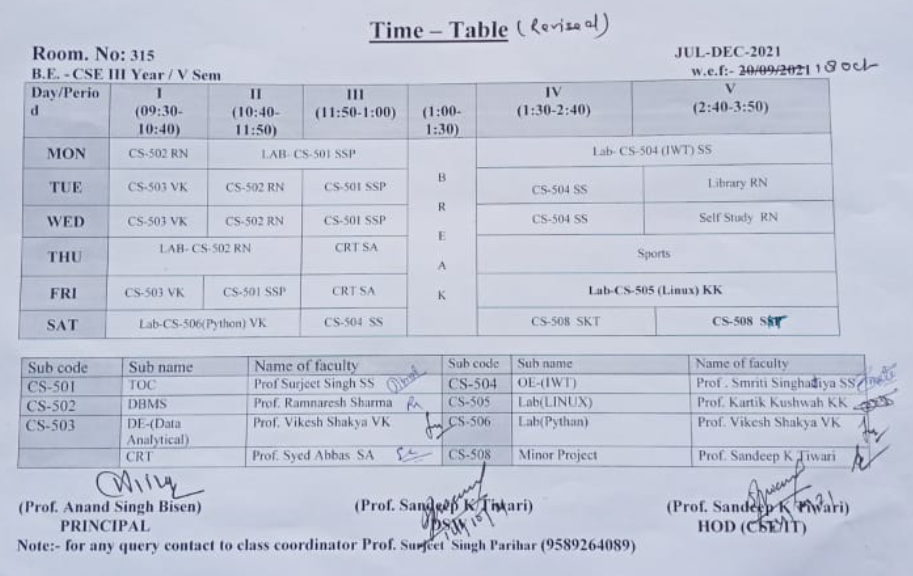 Time – Table (Revised)
Room. No: 315
JUL-DEC-2021
B.E. - CSE III Year / V Sem
w.e.f:- 20/09/2021 18 Oct
Day/Period I (09:30-10:40) II (10:40-11:50) III (11:50-1:00) (1:00-1:30) IV (1:30-2:40) V (2:40-3:50)
MON CS-502 RN LAB- CS-501 SSP BREAK Lab- CS-504 (IWT) SS
TUE CS-503 VK CS-502 RN CS-501 SSP CS-504 SS Library RN
WED CS-503 VK CS-502 RN CS-501 SSP CS-504 SS Self Study RN
THU LAB- CS-502 RN CRT SA Sports
FRI CS-503 VK CS-501 SSP CRT SA Lab-CS-505 (Linux) KK
SAT Lab-CS-506(Python) VK CS-504 SS CS-508 SKT CS-508 SKT
Sub code Sub name Name of faculty Sub code Sub name Name of faculty
CS-501 TOC Prof Surjeet Singh SS CS-504 OE-(IWT) Prof. Smriti Singhadiya SS
CS-502 DBMS Prof. Ramnaresh Sharma CS-505 Lab(LINUX) Prof. Kartik Kushwah KK
CS-503 DE-(Data Analytical) Prof. Vikesh Shakya VK CS-506 Lab(Pythan) Prof. Vikesh Shakya VK
CRT Prof. Syed Abbas SA CS-508 Minor Project Prof. Sandeep K Tiwari
(Prof. Anand Singh Bisen) (Prof. Sandeep K Tiwari) (Prof. Sandeep K Tiwari)
PRINCIPAL DSW HOD (CSE/IT)
Note:- for any query contact to class coordinator Prof. Surjeet Singh Parihar (9589264089)